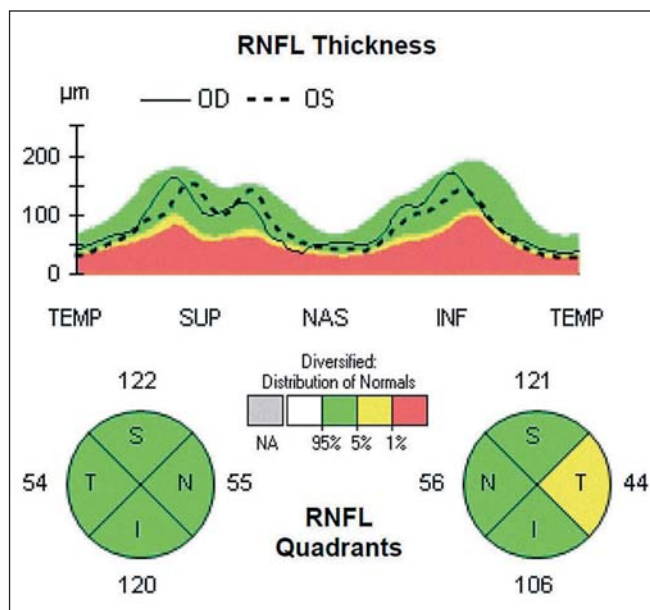 RNFL Thickness
µm
OD OS
200
100
0
TEMP SUP NAS INF TEMP
Diversified:
Distribution of Normals
NA 95% 5% 1%
122
S
54 T N 55
I
120
RNFL
Quadrants
121
S
56 N T 44
I
106